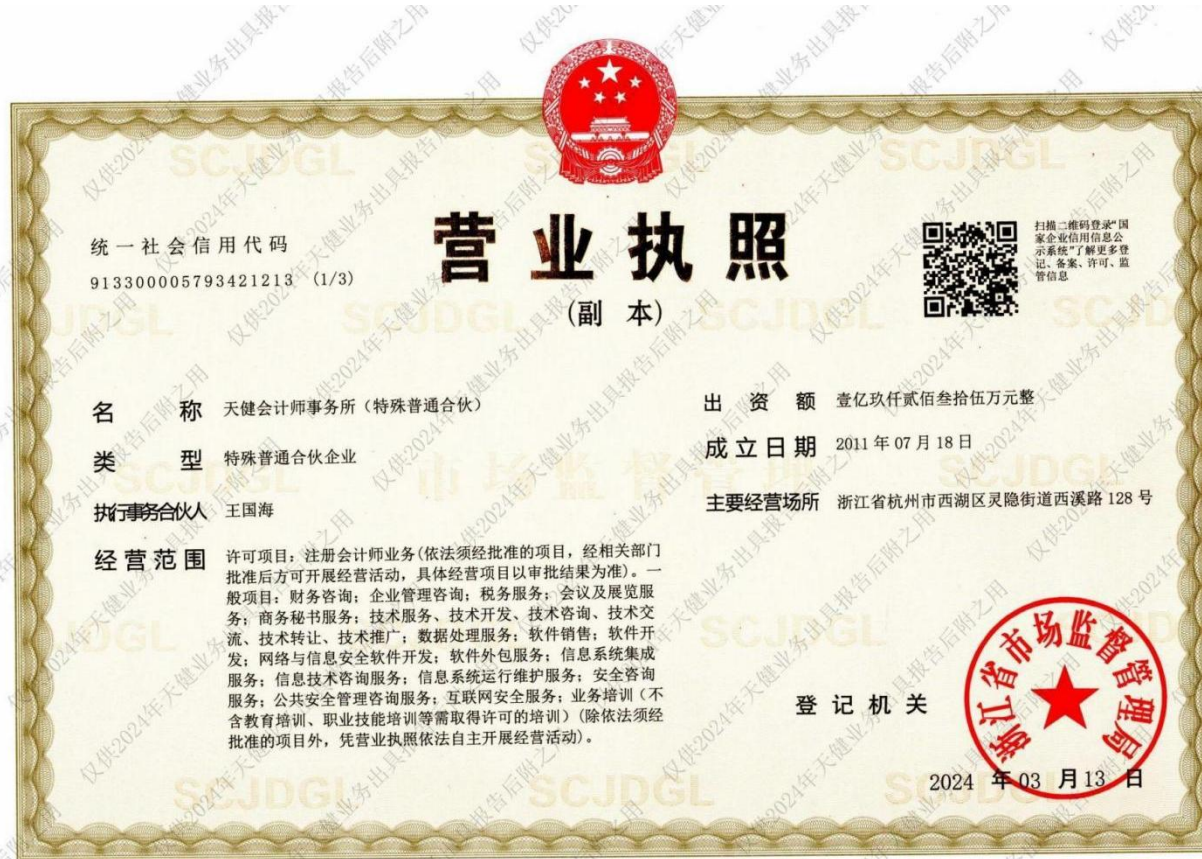 营业执照
(副 本)
统一社会信用代码
913300005793421213 (1/3)
扫描二维码登录“国
家企业信用信息公
示系统”了解更多登
记、备案、许可、监
管信息
名 称 天健会计师事务所（特殊普通合伙）
类 型 特殊普通合伙企业
执行事务合伙人 王国海
经营范围 许可项目：注册会计师业务(依法须经批准的项目，经相关部门
批准后方可开展经营活动，具体经营项目以审批结果为准)。一
般项目：财务咨询；企业管理咨询；税务服务；会议及展览服
务；商务秘书服务；技术服务、技术开发、技术咨询、技术交
流、技术转让、技术推广；数据处理服务；软件销售；软件开
发；网络与信息安全软件开发；软件外包服务；信息系统集成
服务；信息技术咨询服务；信息系统运行维护服务；安全咨询
服务；公共安全管理咨询服务；互联网安全服务；业务培训（不
含教育培训、职业技能培训等需取得许可的培训）(除依法须经
批准的项目外，凭营业执照依法自主开展经营活动)。
出 资 额 壹亿玖仟贰佰叁拾伍万元整
成立日期 2011年07月18日
主要经营场所 浙江省杭州市西湖区灵隐街道西溪路128号
登记机关
浙江省市场监督管理局
2024 年 03 月 13 日
SCJDGL
市场监督管理
仅供2024年天健业务出具报告后附之用